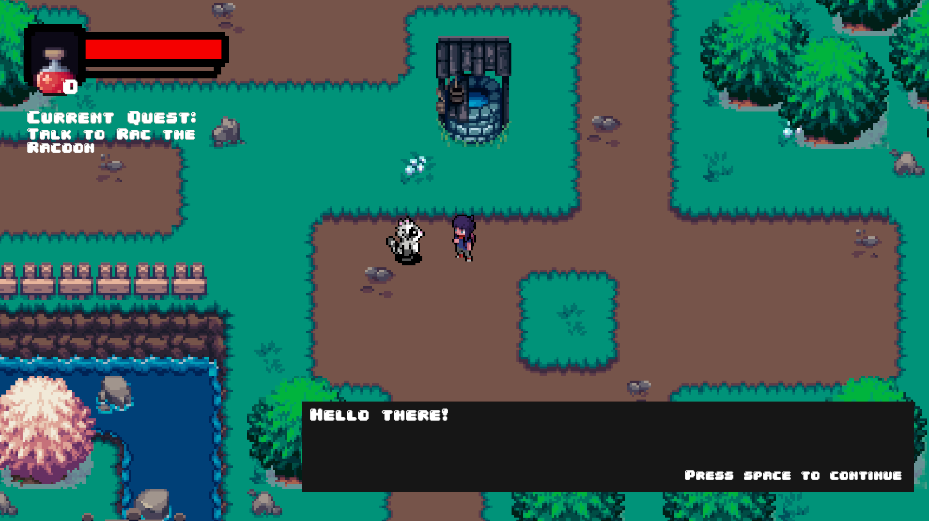 0
Current Quest:
Talk to Rac the
Racoon
Hello there!
Press space to continue